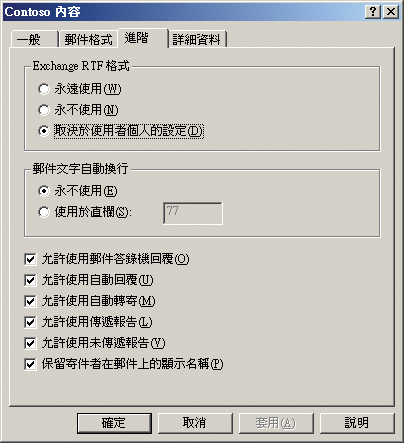 Contoso 內容
一般 郵件格式 進階 詳細資料
Exchange RTF 格式
永遠使用(W)
永不使用(N)
取決於使用者個人的設定(D)
郵件文字自動換行
永不使用(E)
使用於直欄(S): 77
允許使用郵件答錄機回覆(O)
允許使用自動回覆(U)
允許使用自動轉寄(M)
允許使用傳遞報告(L)
允許使用未傳遞報告(V)
保留寄件者在郵件上的顯示名稱(P)
確定 取消 套用(A) 說明